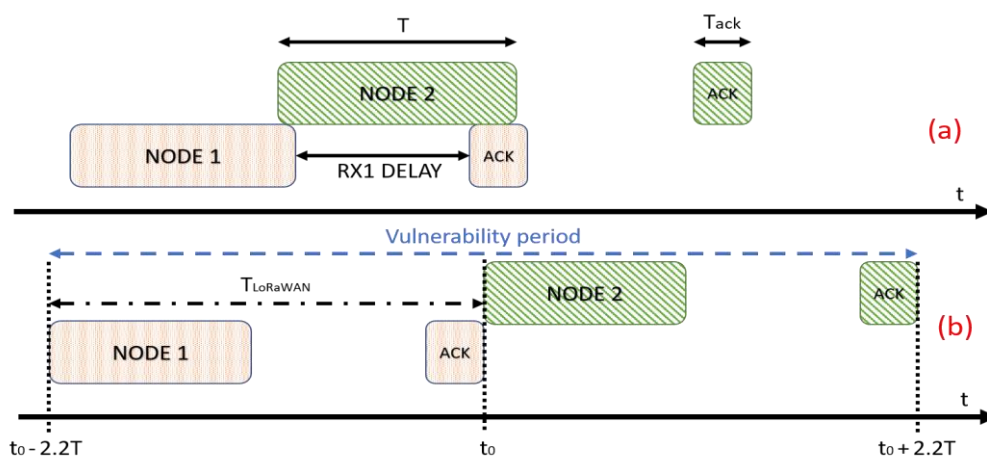 T
Tack
NODE 2
ACK
(a)
NODE 1
RX1 DELAY
ACK
t
Vulnerability period
TLoRaWAN
NODE 2
ACK
(b)
NODE 1
ACK
t
t0 - 2.2T
t0
t0 + 2.2T